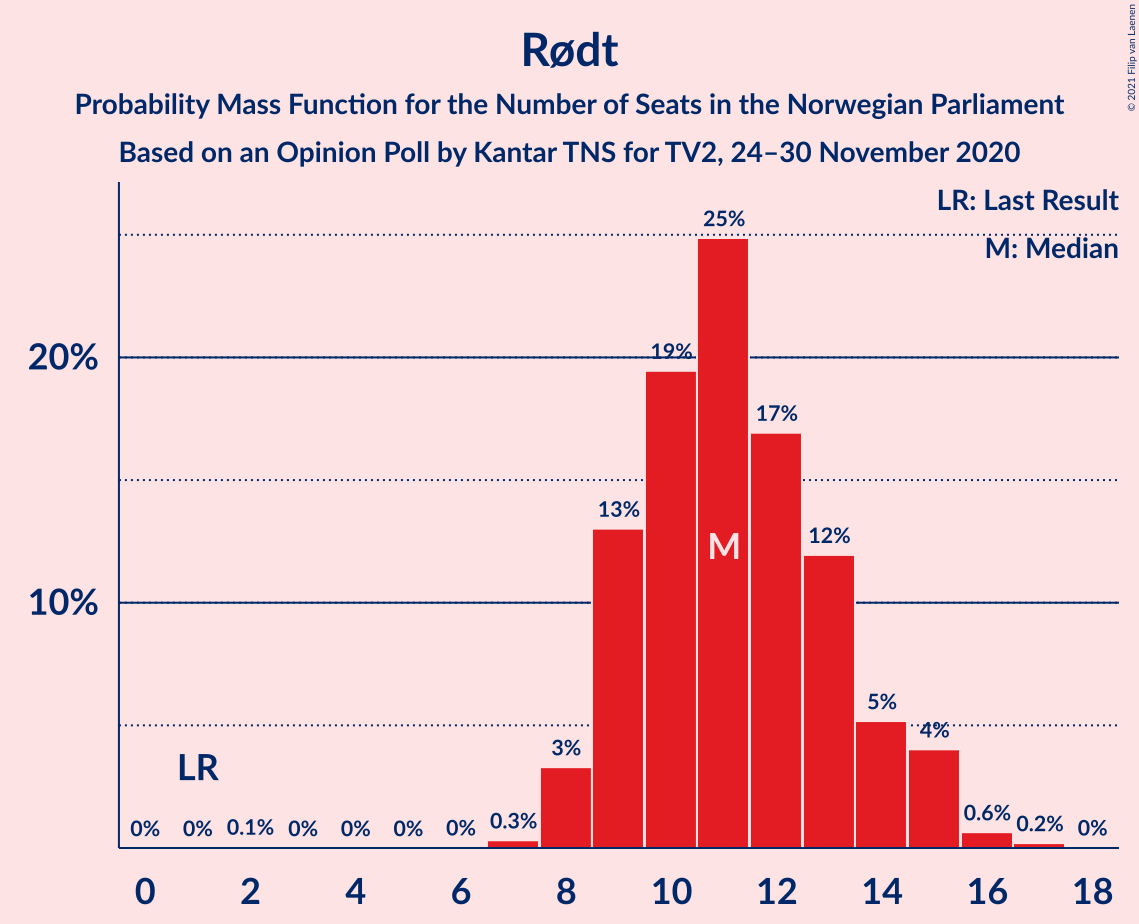 Rødt
Probability Mass Function for the Number of Seats in the Norwegian Parliament
Based on an Opinion Poll by Kantar TNS for TV2, 24–30 November 2020
© 2021 Filip van Laenen
LR: Last Result
M: Median
25%
20%
19%
17%
13%
12%
M
10%
5%
4%
3%
LR
0% 0% 0.1% 0% 0% 0% 0% 0.3% 0.6% 0.2% 0%
0 2 4 6 8 10 12 14 16 18